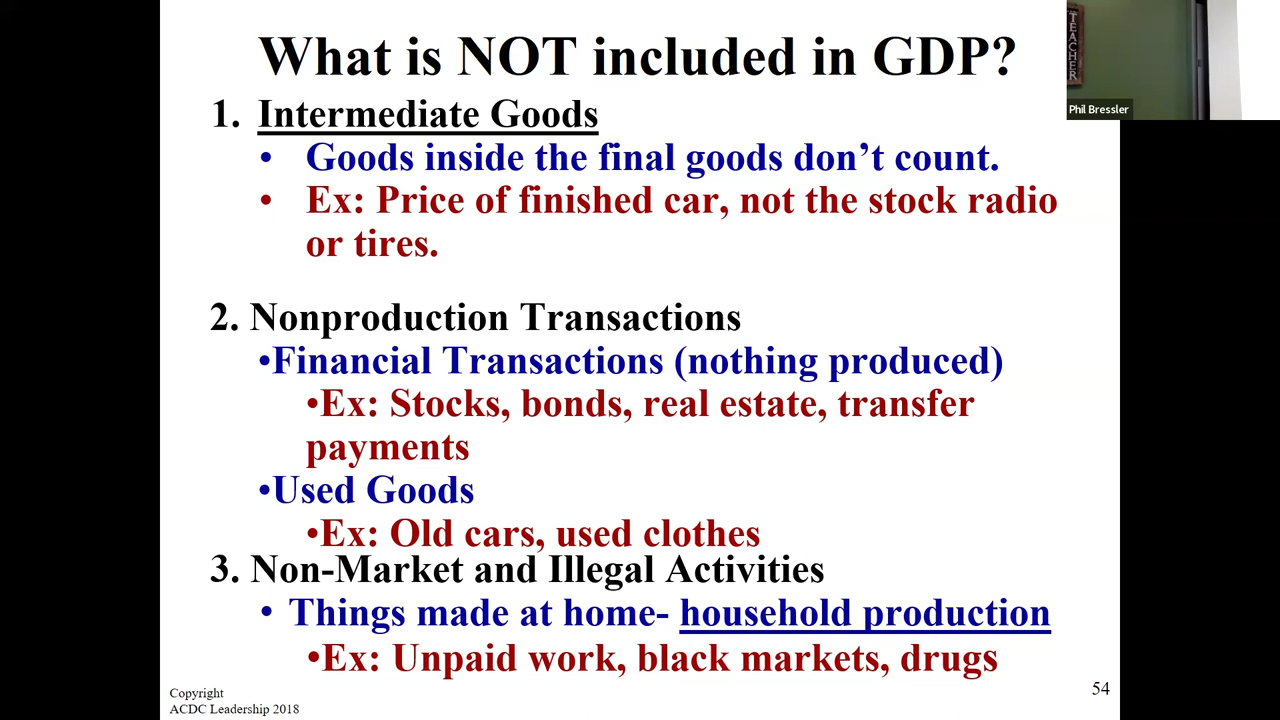 What is NOT included in GDP?
1. Intermediate Goods
• Goods inside the final goods don’t count.
• Ex: Price of finished car, not the stock radio
or tires.
2. Nonproduction Transactions
•Financial Transactions (nothing produced)
•Ex: Stocks, bonds, real estate, transfer
payments
•Used Goods
•Ex: Old cars, used clothes
3. Non-Market and Illegal Activities
• Things made at home- household production
•Ex: Unpaid work, black markets, drugs
Copyright
ACDC Leadership 2018
54
TEACHER
Phil Bressler